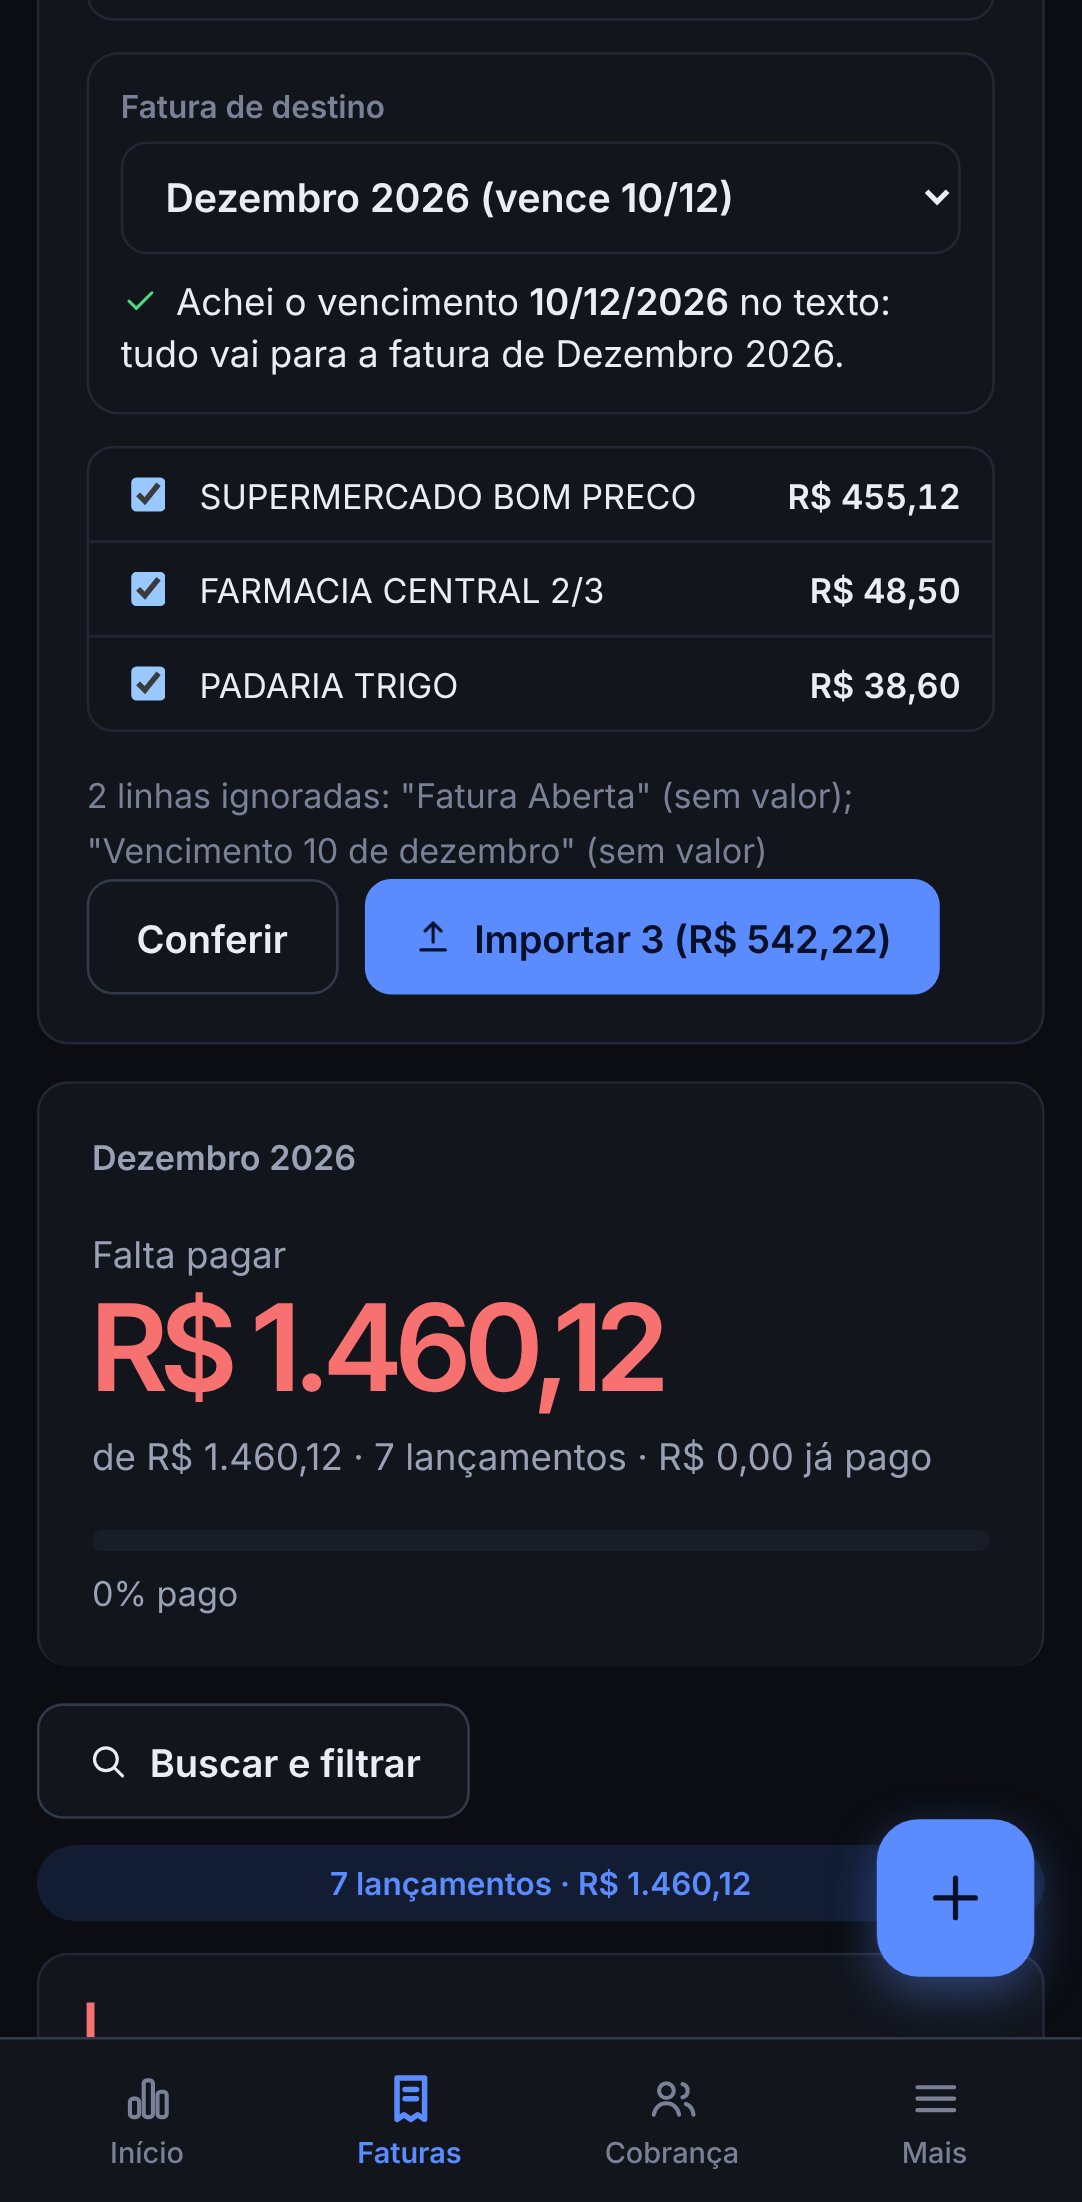 Fatura de destino
Dezembro 2026 (vence 10/12)
Achei o vencimento 10/12/2026 no texto:
tudo vai para a fatura de Dezembro 2026.
SUPERMERCADO BOM PRECO R$ 455,12
FARMACIA CENTRAL 2/3 R$ 48,50
PADARIA TRIGO R$ 38,60
2 linhas ignoradas: "Fatura Aberta" (sem valor);
"Vencimento 10 de dezembro" (sem valor)
Conferir Importar 3 (R$ 542,22)
Dezembro 2026
Falta pagar
R$ 1.460,12
de R$ 1.460,12 · 7 lançamentos · R$ 0,00 já pago
0% pago
Buscar e filtrar
7 lançamentos · R$ 1.460,12
Início Faturas Cobrança Mais